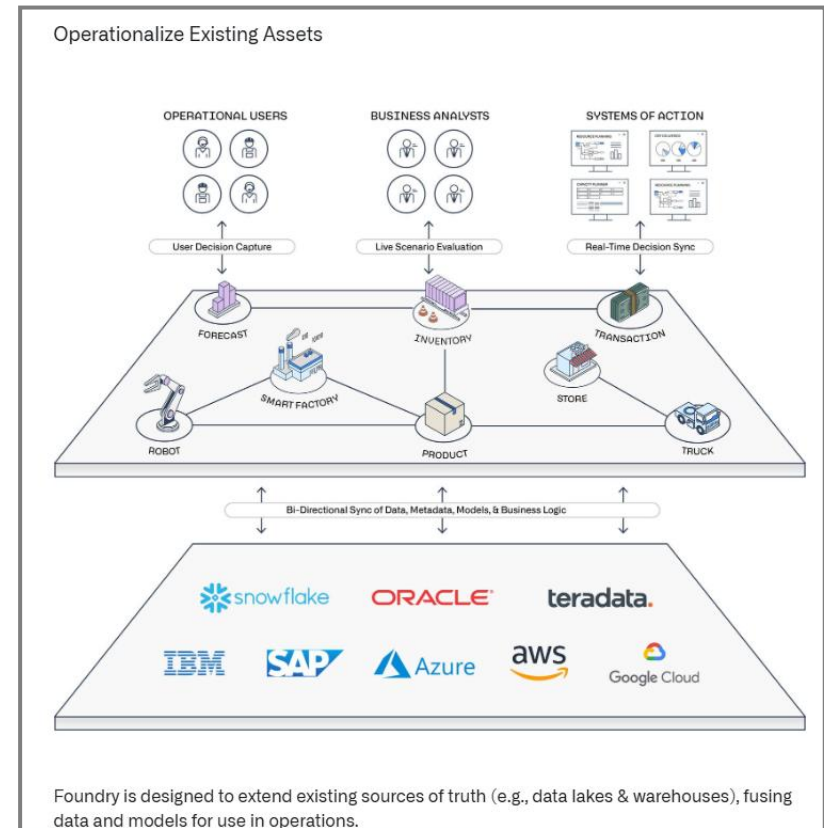 Operationalize Existing Assets
OPERATIONAL USERS
BUSINESS ANALYSTS
SYSTEMS OF ACTION
User Decision Capture
Live Scenario Evaluation
Real-Time Decision Sync
FORECAST
INVENTORY
TRANSACTION
SMART FACTORY
STORE
ROBOT
PRODUCT
TRUCK
Bi-Directional Sync of Data, Metadata, Models, & Business Logic
snowflake
ORACLE
teradata.
IBM
SAP
Azure
aws
Google Cloud
Foundry is designed to extend existing sources of truth (e.g., data lakes & warehouses), fusing
data and models for use in operations.